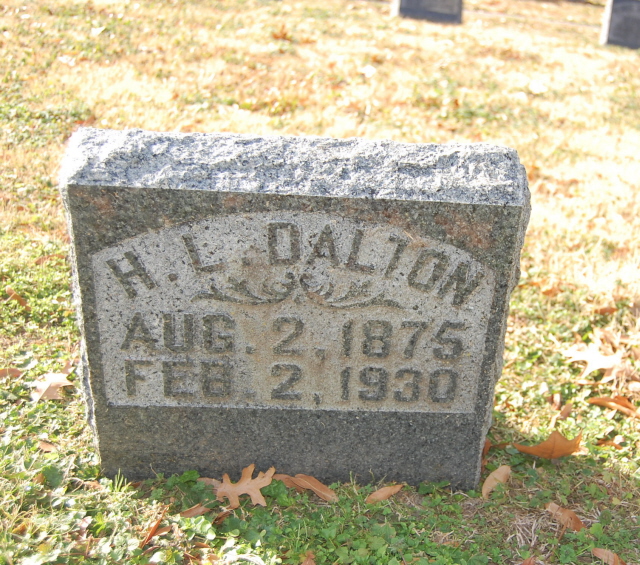 H. L. DALTON
AUG. 2, 1875
FEB. 2, 1930